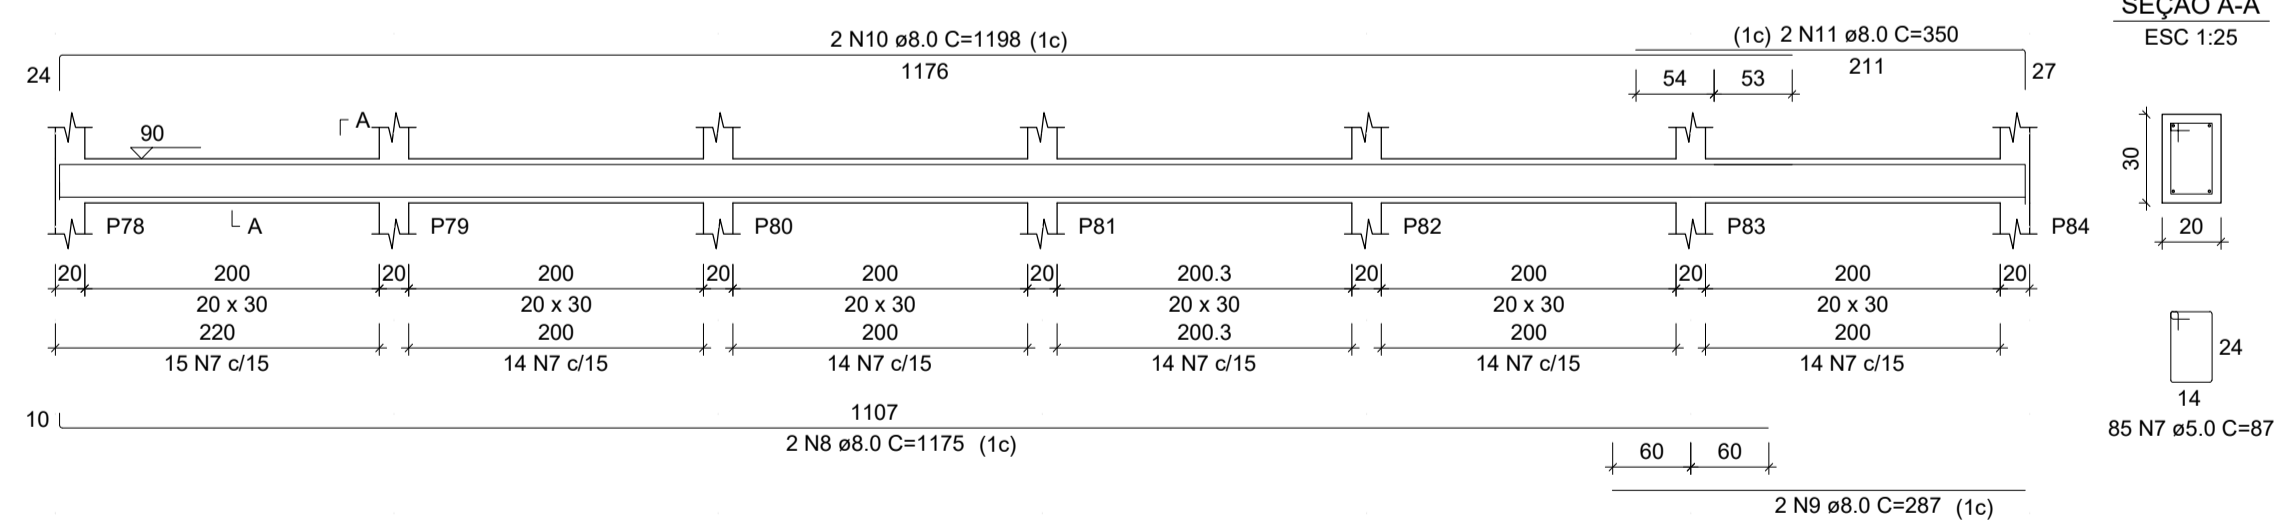 SEÇÃO A-A
ESC 1:25
2 N10 ø8.0 C=1198 (1c)
(1c) 2 N11 ø8.0 C=350
24
1176
211
27
54 53
90
A
A
P78 P79 P80 P81 P82 P83 P84
30
20
20 200 20 200 20 200 20 200.3 20 200 20 200 20
20 x 30 20 x 30 20 x 30 20 x 30 20 x 30 20 x 30
220 200 200 200.3 200 200
15 N7 c/15 14 N7 c/15 14 N7 c/15 14 N7 c/15 14 N7 c/15 14 N7 c/15
24
14
85 N7 ø5.0 C=87
10
1107
2 N8 ø8.0 C=1175 (1c)
60 60
2 N9 ø8.0 C=287 (1c)